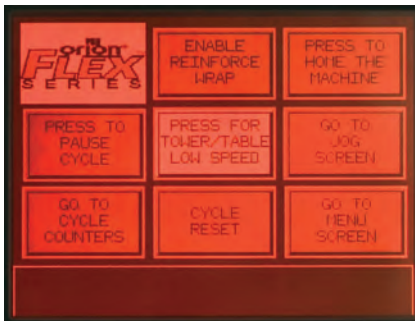 orion
FLEX
SERIES
ENABLE
REINFORCE
WRAP
PRESS TO
HOME THE
MACHINE
PRESS TO
PAUSE
CYCLE
PRESS FOR
TOWER/TABLE
LOW SPEED
GO TO
JOG
SCREEN
GO TO
CYCLE
COUNTERS
CYCLE
RESET
GO TO
MENU
SCREEN